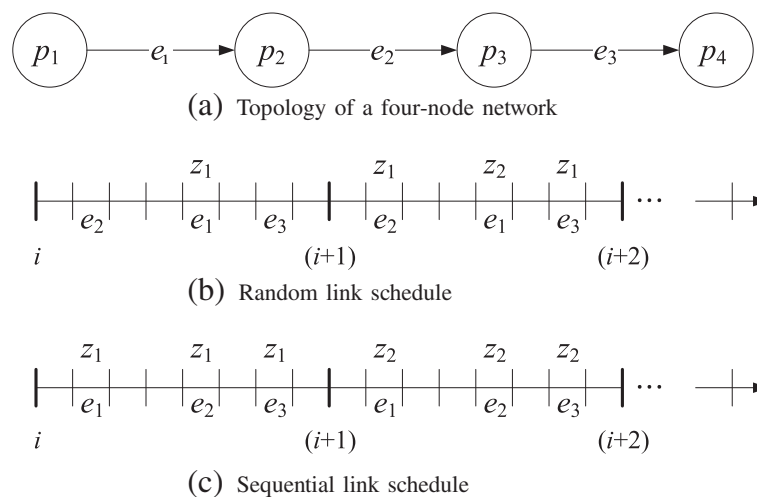 p₁ e₁ p₂ e₂ p₃ e₃ p₄
(a) Topology of a four-node network
z₁ z₁ z₂ z₁
e₂ e₁ e₃ e₂ e₁ e₃ ...
i (i+1) (i+2)
(b) Random link schedule
z₁ z₁ z₁ z₂ z₂ z₂
e₁ e₂ e₃ e₁ e₂ e₃ ...
i (i+1) (i+2)
(c) Sequential link schedule